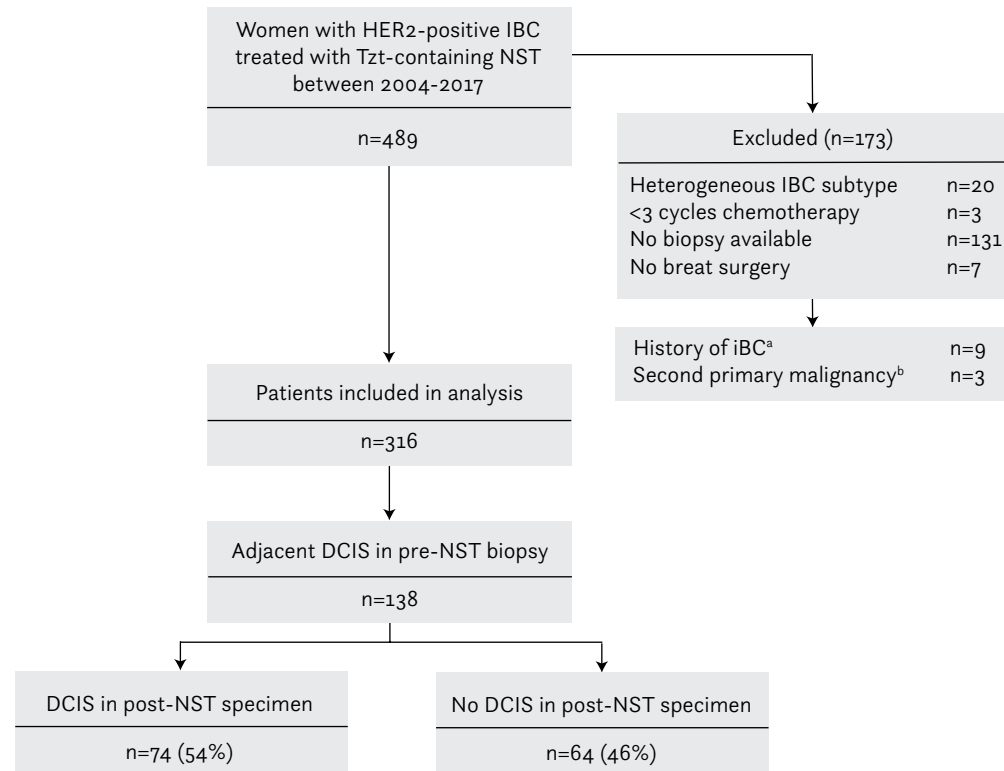 Women with HER2-positive IBC
treated with Tzt-containing NST
between 2004-2017
n=489
Excluded (n=173)
Heterogeneous IBC subtype n=20
<3 cycles chemotherapy n=3
No biopsy available n=131
No breat surgery n=7
History of iBCᵃ n=9
Second primary malignancyᵇ n=3
Patients included in analysis
n=316
Adjacent DCIS in pre-NST biopsy
n=138
DCIS in post-NST specimen
n=74 (54%)
No DCIS in post-NST specimen
n=64 (46%)